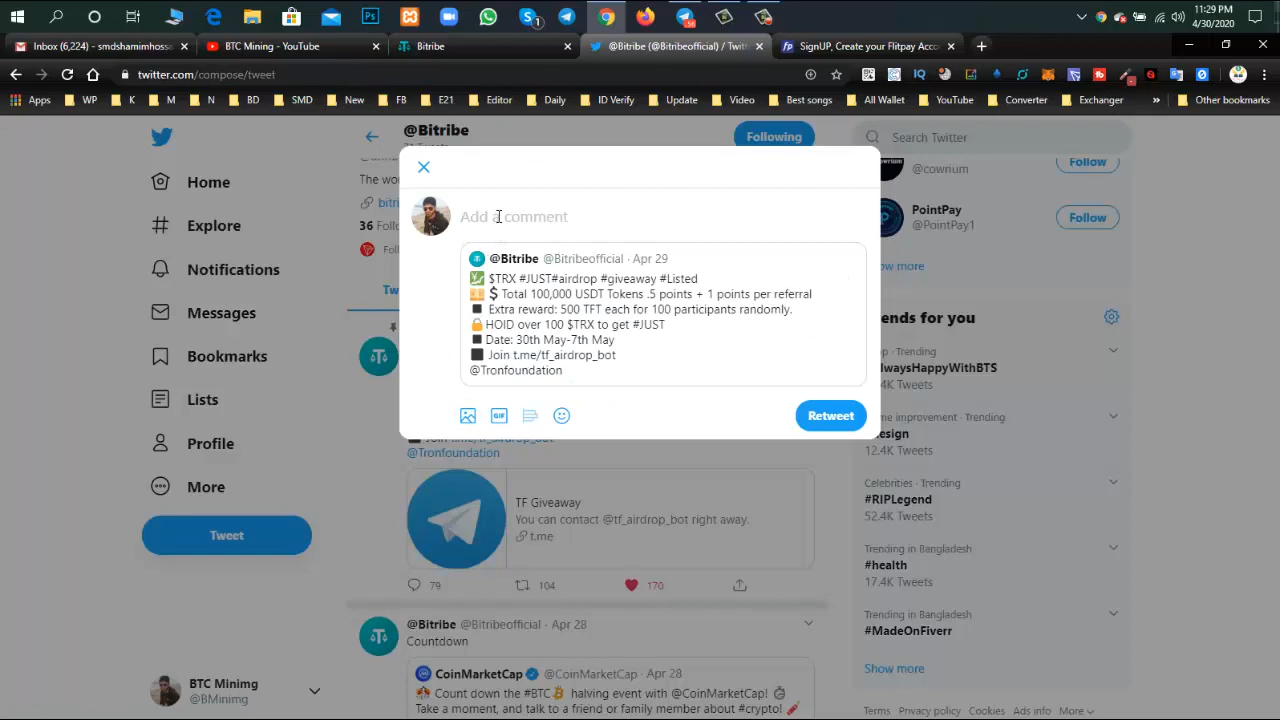 11:29 PM
4/30/2020
Inbox (6,224) - smdshamimhoss
BTC Mining - YouTube
Bitribe
@Bitribe (@Bitribeofficial) / Twitt
SignUP, Create your Flitpay Acco
twitter.com/compose/tweet
Apps
WP
K
M
N
BD
SMD
New
FB
E21
Editor
Daily
ID Verify
Update
Video
Best songs
All Wallet
YouTube
Converter
Exchanger
»
Other bookmarks
Home
Explore
Notifications
Messages
Bookmarks
Lists
Profile
More
Tweet
BTC Minimg
@BMinimg
@Bitribe
Following
The wo
bitri
36 Follo
Foll
Tw
Add a comment
@Bitribe @Bitribeofficial · Apr 29
$TRX #JUST#airdrop #giveaway #Listed
$ Total 100,000 USDT Tokens .5 points + 1 points per referral
Extra reward: 500 TFT each for 100 participants randomly.
HOlD over 100 $TRX to get #JUST
Date: 30th May-7th May
Join t.me/tf_airdrop_bot
@Tronfoundation
GIF
Retweet
@Tronfoundation
TF Giveaway
You can contact @tf_airdrop_bot right away.
t.me
79
104
170
@Bitribe @Bitribeofficial · Apr 28
Countdown
CoinMarketCap @CoinMarketCap · Apr 28
Count down the #BTC halving event with @CoinMarketCap!
Take a moment, and talk to a friend or family member about #crypto!
Search Twitter
@cownium
Follow
PointPay
@PointPay1
Follow
ow more
ends for you
p · Trending
lwaysHappyWithBTS
4K Tweets
me improvement · Trending
esign
12.4K Tweets
Celebrities · Trending
#RIPLegend
52.4K Tweets
Trending in Bangladesh
#health
17.4K Tweets
Trending in Bangladesh
#MadeOnFiverr
Show more
Terms Privacy policy Cookies Ads info More